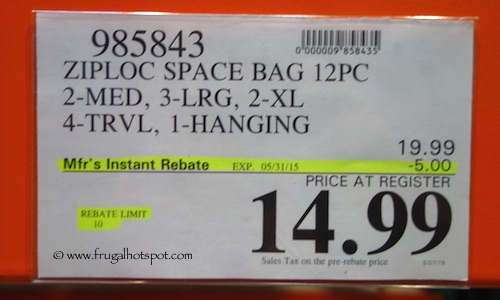 985843
0"000009"858435"
ZIPLOC SPACE BAG 12PC
2-MED, 3-LRG, 2-XL
4-TRVL, 1-HANGING
19.99
Mfr's Instant Rebate EXP. 05/31/15 -5.00
PRICE AT REGISTER
14.99
REBATE LIMIT
10
© www.frugalhotspot.com
Sales Tax on the pre-rebate price